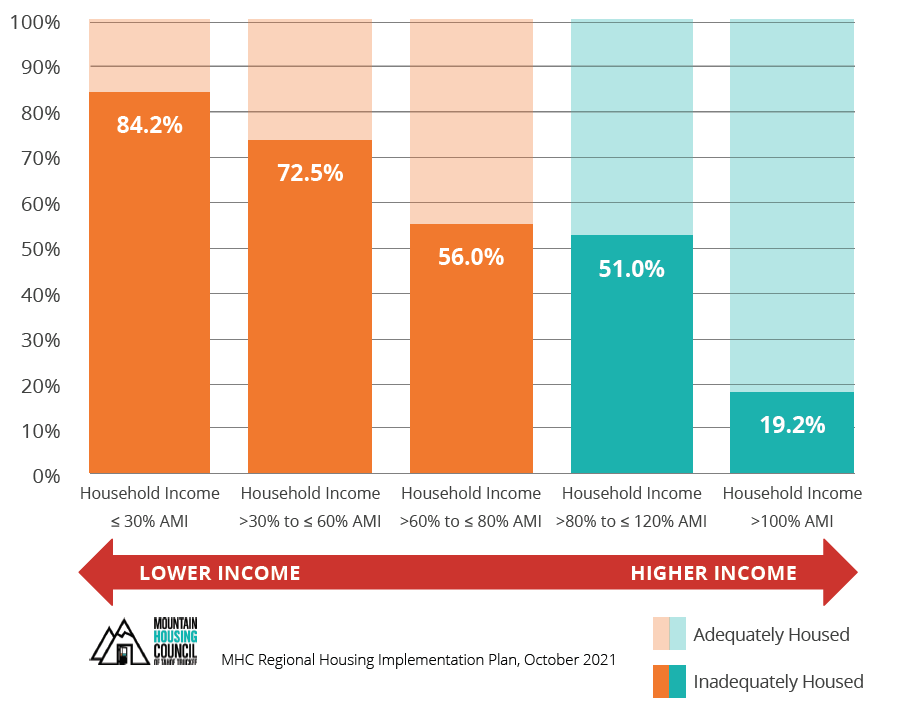 100%
90%
80%
70%
60%
50%
40%
30%
20%
10%
0%
84.2%
72.5%
56.0%
51.0%
19.2%
Household Income
≤ 30% AMI
Household Income
>30% to ≤ 60% AMI
Household Income
>60% to ≤ 80% AMI
Household Income
>80% to ≤ 120% AMI
Household Income
>100% AMI
LOWER INCOME
HIGHER INCOME
MOUNTAIN
HOUSING
COUNCIL
OF TAHOE TRUCKEE
MHC Regional Housing Implementation Plan, October 2021
Adequately Housed
Inadequately Housed